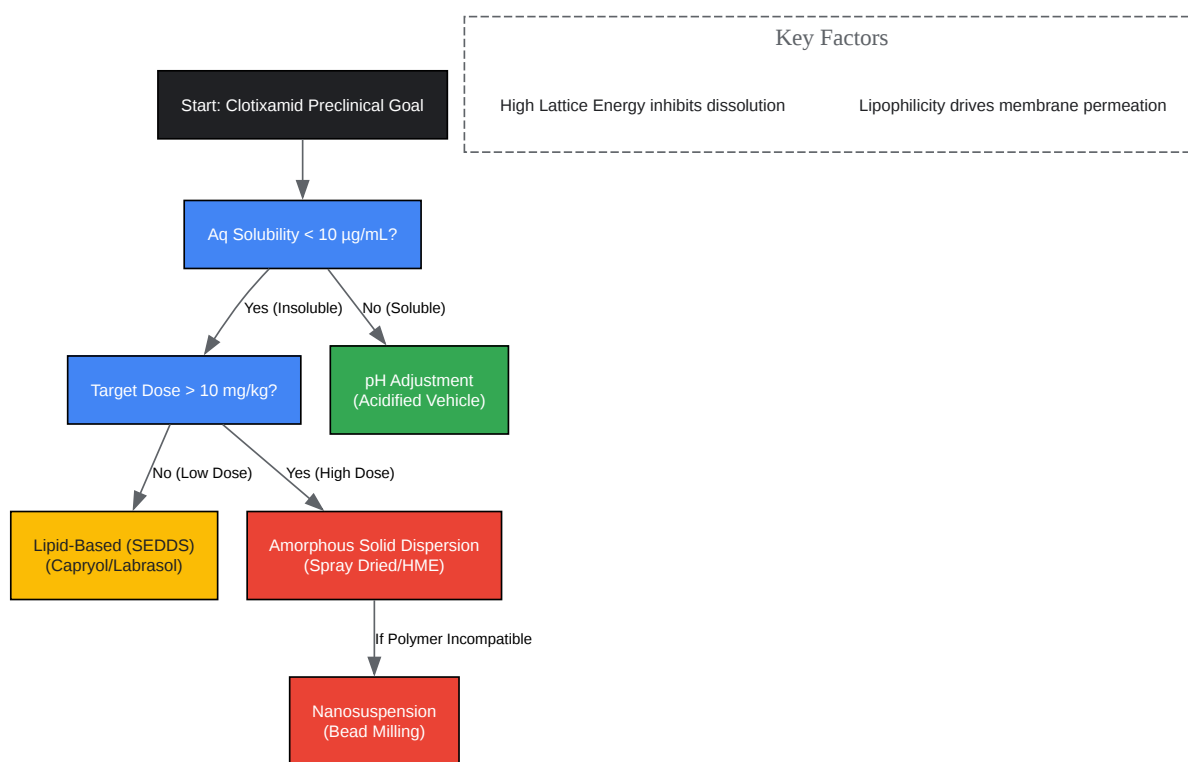 Key Factors
Start: Clotixamid Preclinical Goal
High Lattice Energy inhibits dissolution
Lipophilicity drives membrane permeation
Aq Solubility < 10 µg/mL?
Yes (Insoluble)
No (Soluble)
Target Dose > 10 mg/kg?
pH Adjustment
(Acidified Vehicle)
No (Low Dose)
Yes (High Dose)
Lipid-Based (SEDDS)
(Capryol/Labrasol)
Amorphous Solid Dispersion
(Spray Dried/HME)
If Polymer Incompatible
Nanosuspension
(Bead Milling)